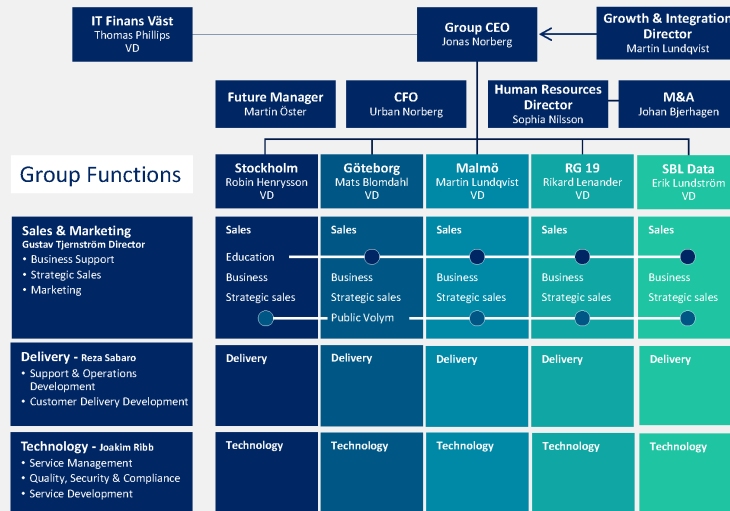 IT Finans Väst
Thomas Phillips
VD
Group CEO
Jonas Norberg
Growth & Integration
Director
Martin Lundqvist
Future Manager
Martin Öster
CFO
Urban Norberg
Human Resources
Director
Sophia Nilsson
M&A
Johan Bjerhagen
Group Functions
Stockholm
Robin Henrysson
VD
Göteborg
Mats Blomdahl
VD
Malmö
Martin Lundqvist
VD
RG 19
Rikard Lenander
VD
SBL Data
Erik Lundström
VD
Sales & Marketing
Gustav Tjernström Director
• Business Support
• Strategic Sales
• Marketing
Sales
Education
Business
Strategic sales
Sales
Business
Strategic sales
Public Volym
Sales
Business
Strategic sales
Sales
Business
Strategic sales
Sales
Business
Strategic sales
Delivery - Reza Sabaro
• Support & Operations
Development
• Customer Delivery Development
Delivery
Delivery
Delivery
Delivery
Delivery
Technology - Joakim Ribb
• Service Management
• Quality, Security & Compliance
• Service Development
Technology
Technology
Technology
Technology
Technology